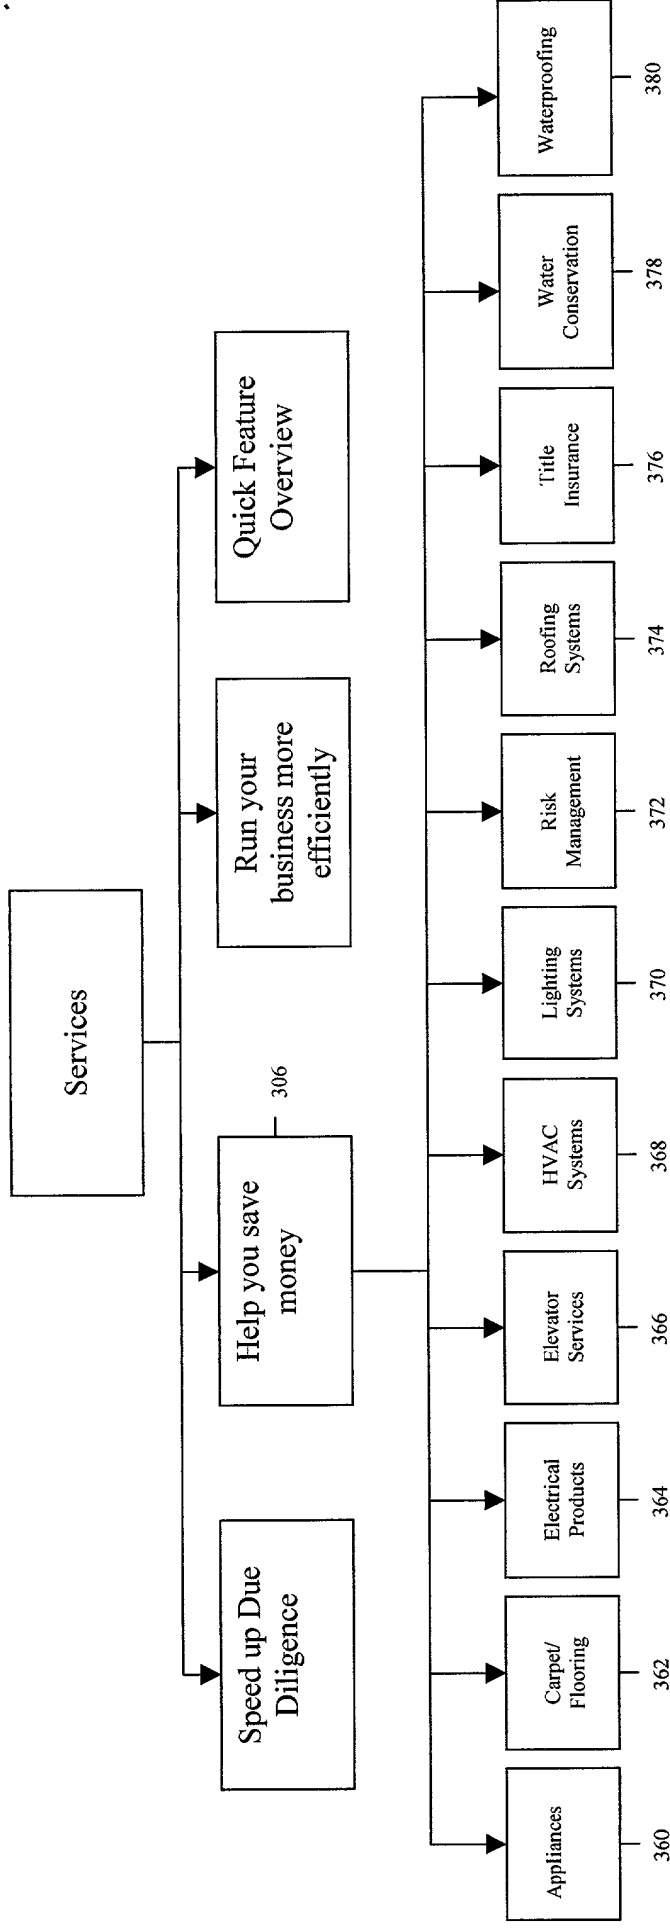 Services
Speed up Due
Diligence
Help you save
money
306
Run your
business more
efficiently
Quick Feature
Overview
Appliances
360
Carpet/
Flooring
362
Electrical
Products
364
Elevator
Services
366
HVAC
Systems
368
Lighting
Systems
370
Risk
Management
372
Roofing
Systems
374
Title
Insurance
376
Water
Conservation
378
Waterproofing
380